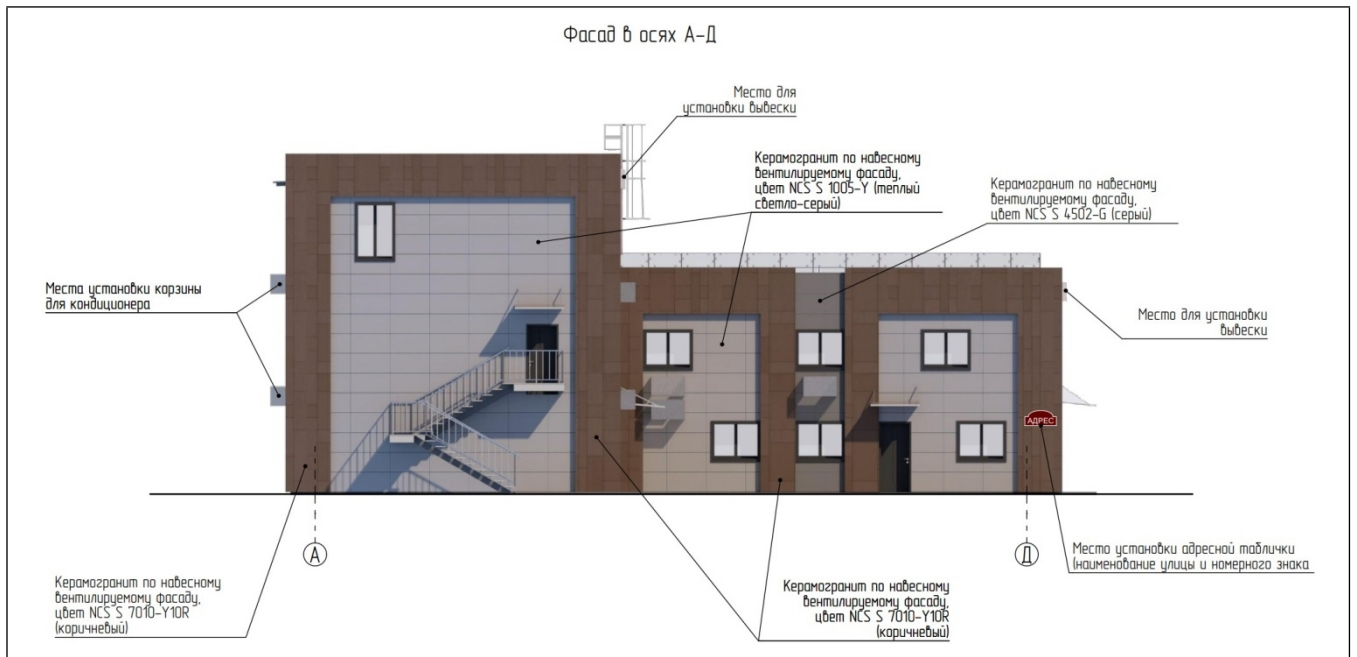 Фасад в осях А-Д
Место для
установки вывески
Керамогранит по навесному
вентилируемому фасаду,
цвет NCS S 1005-Y (теплый
светло-серый)
Керамогранит по навесному
вентилируемому фасаду,
цвет NCS S 4502-G (серый)
Места установки корзины
для кондиционера
Место для установки
вывески
АДРЕС
А
Д
Место установки адресной таблички
(наименование улицы и номерного знака
Керамогранит по навесному
вентилируемому фасаду,
цвет NCS S 7010-Y10R
(коричневый)
Керамогранит по навесному
вентилируемому фасаду,
цвет NCS S 7010-Y10R
(коричневый)